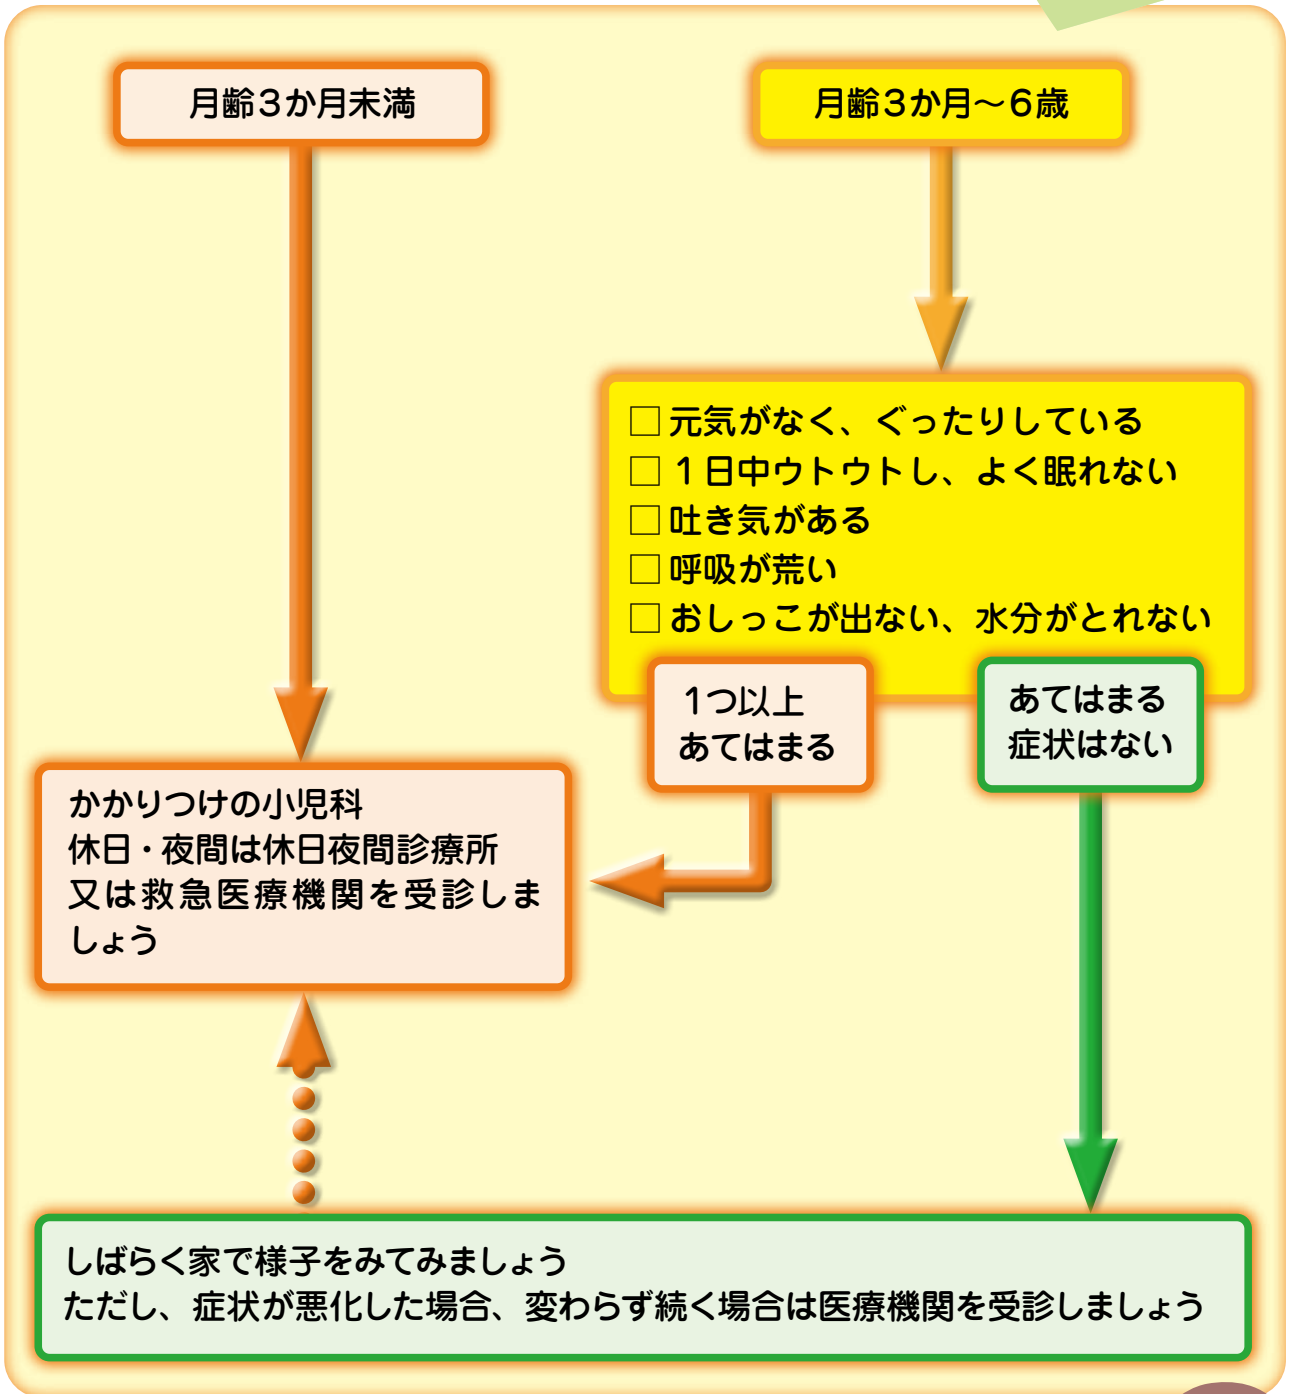 月齢３か月未満
月齢３か月～６歳
□ 元気がなく、ぐったりしている
□ １日中ウトウトし、よく眠れない
□ 吐き気がある
□ 呼吸が荒い
□ おしっこが出ない、水分がとれない
１つ以上
あてはまる
あてはまる
症状はない
かかりつけの小児科
休日・夜間は休日夜間診療所
又は救急医療機関を受診しま
しょう
しばらく家で様子をみてみましょう
ただし、症状が悪化した場合、変わらず続く場合は医療機関を受診しましょう